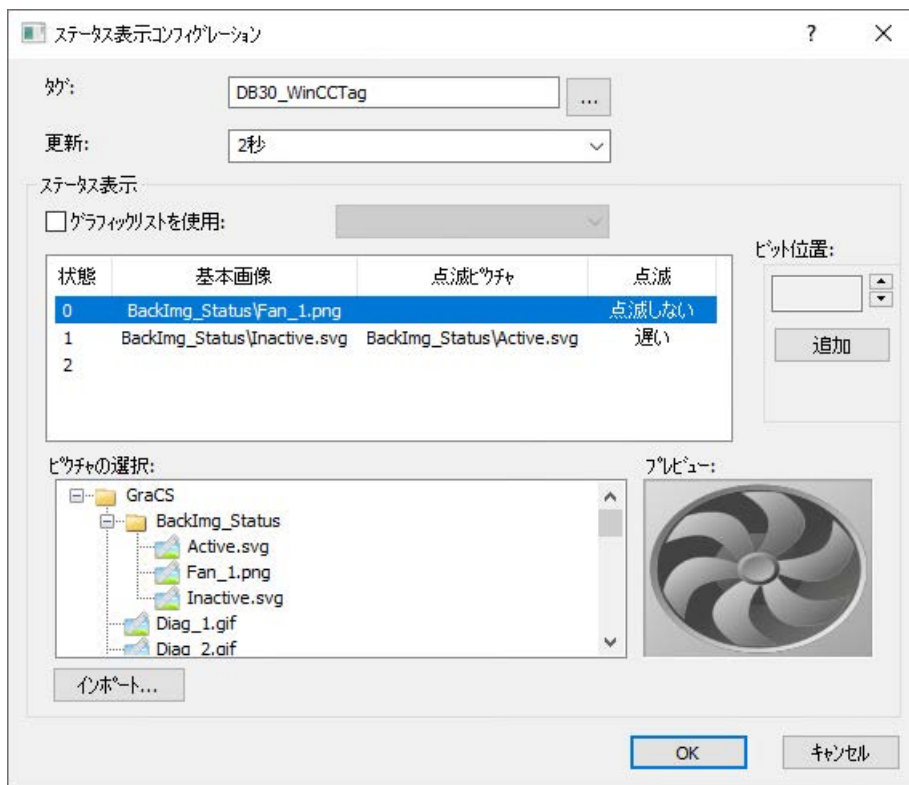 ステータス表示コンフィグレーション
タグ: DB30_WinCCTag ...
更新: 2秒
ステータス表示
グラフィックリストを使用:
ビット位置:
状態 基本画像 点滅ピクチャ 点滅
0 BackImg_Status\Fan_1.png 点滅しない
1 BackImg_Status\Inactive.svg BackImg_Status\Active.svg 遅い
2
追加
ピクチャの選択:
プレビュー:
GraCS
BackImg_Status
Active.svg
Fan_1.png
Inactive.svg
Diag_1.gif
Diag_2.gif
インポート...
OK キャンセル